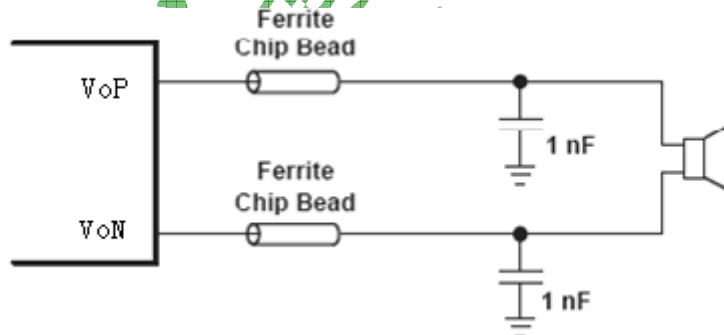 Ferrite
Chip Bead
VoP
1 nF
Ferrite
Chip Bead
VoN
1 nF